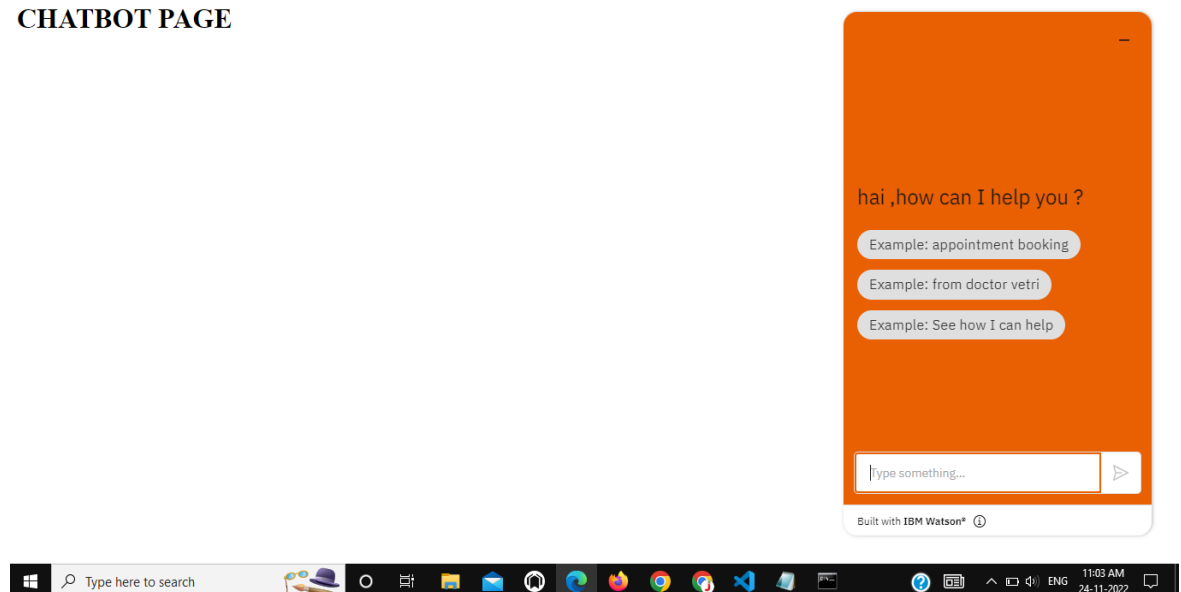 CHATBOT PAGE
hai ,how can I help you ?
Example: appointment booking
Example: from doctor vetri
Example: See how I can help
Type something...
Built with IBM Watson®
Type here to search
ENG
11:03 AM
24-11-2022